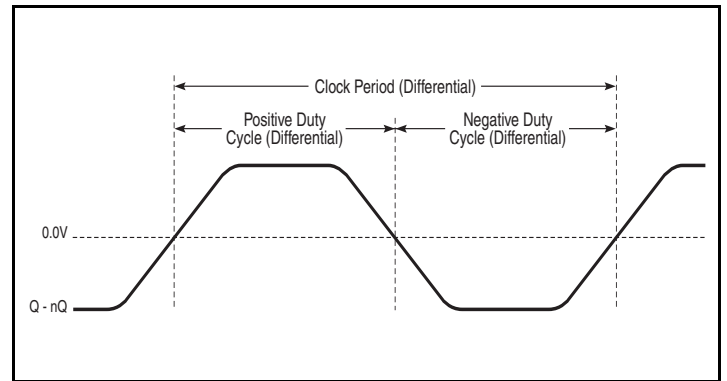 Clock Period (Differential)
Positive Duty
Cycle (Differential)
Negative Duty
Cycle (Differential)
0.0V
Q - nQ